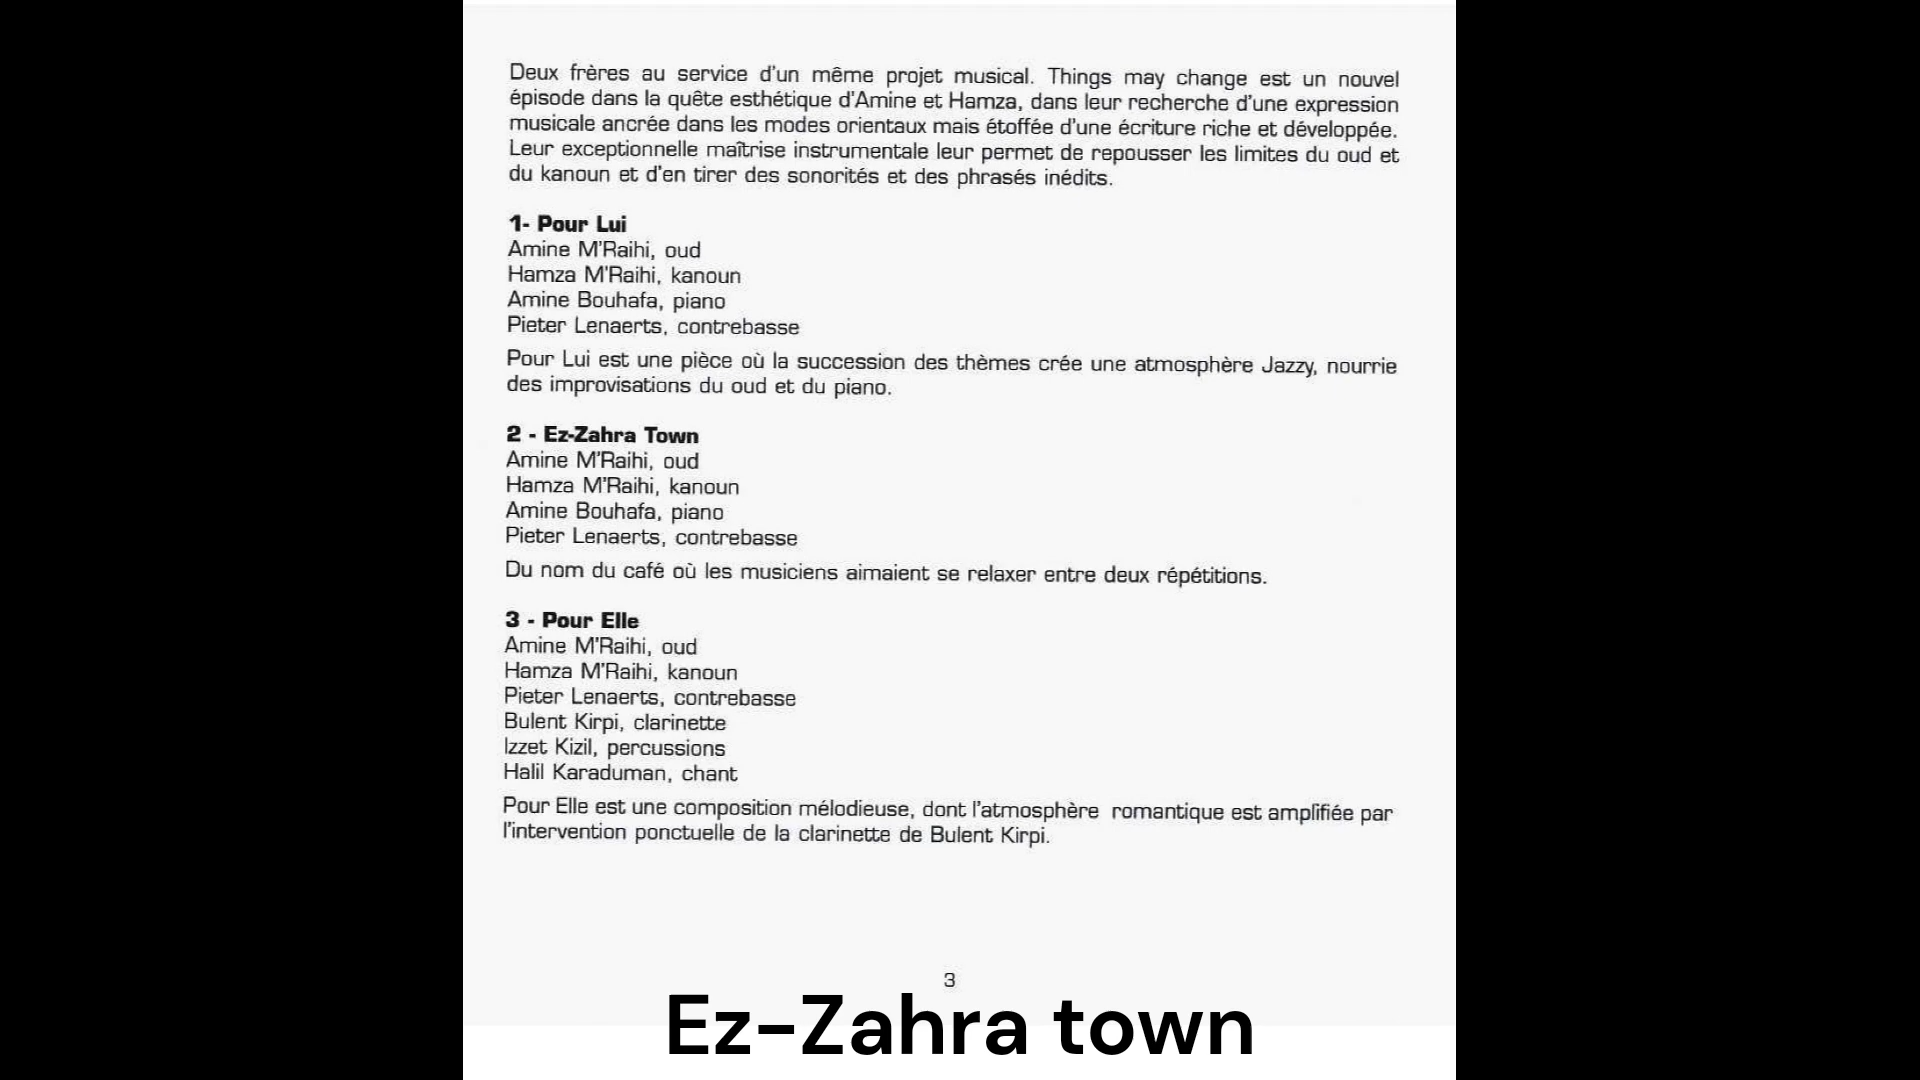 Deux frères au service d'un même projet musical. Things may change est un nouvel
épisode dans la quête esthétique d'Amine et Hamza, dans leur recherche d'une expression
musicale ancrée dans les modes orientaux mais étoffée d'une écriture riche et développée.
Leur exceptionnelle maîtrise instrumentale leur permet de repousser les limites du oud et
du kanoun et d'en tirer des sonorités et des phrasés inédits.
1- Pour Lui
Amine M'Raihi, oud
Hamza M'Raihi, kanoun
Amine Bouhafa, piano
Pieter Lenaerts, contrebasse
Pour Lui est une pièce où la succession des thèmes crée une atmosphère Jazzy, nourrie
des improvisations du oud et du piano.
2 - Ez-Zahra Town
Amine M'Raihi, oud
Hamza M'Raihi, kanoun
Amine Bouhafa, piano
Pieter Lenaerts, contrebasse
Du nom du café où les musiciens aimaient se relaxer entre deux répétitions.
3 - Pour Elle
Amine M'Raihi, oud
Hamza M'Raihi, kanoun
Pieter Lenaerts, contrebasse
Bulent Kirpi, clarinette
Izzet Kizil, percussions
Halil Karaduman, chant
Pour Elle est une composition mélodieuse, dont l'atmosphère romantique est amplifiée par
l'intervention ponctuelle de la clarinette de Bulent Kirpi.
3
Ez-Zahra town